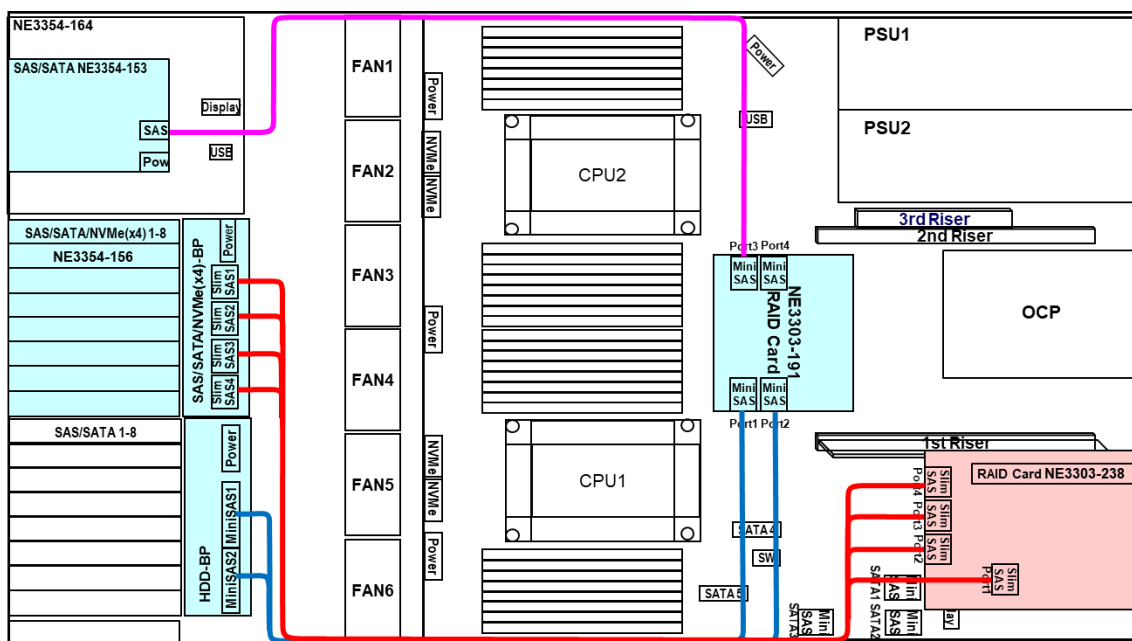 NE3354-164
SAS/SATA NE3354-153
SAS
Pow
Display
USB
SAS/SATA/NVMe(x4) 1-8
NE3354-156
SAS/SATA/NVMe(x4)-BP
Power
Slim
SAS1
Slim
SAS2
Slim
SAS3
Slim
SAS4
SAS/SATA 1-8
HDD-BP
Power
MiniSAS1
MiniSAS2
FAN1
FAN2
FAN3
FAN4
FAN5
FAN6
Power
NVMe
NVMe
Power
NVMe
NVMe
Power
CPU2
CPU1
Power
USB
Port3
Port4
Mini
SAS
Mini
SAS
NE3303-191
RAID Card
Mini
SAS
Mini
SAS
Port1
Port2
SATA4
SW
SATA5
PSU1
PSU2
3rd Riser
2nd Riser
OCP
1st Riser
RAID Card NE3303-238
Port4
Slim
SAS
Port3
Slim
SAS
Port2
Slim
SAS
Port1
Slim
SAS
SATA1
Mini
SAS
SATA2
Mini
SAS
SATA3
Mini
SAS